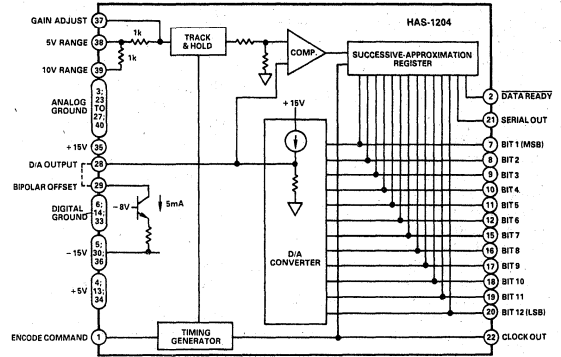 HAS-1204
GAIN ADJUST 37
5V RANGE 38
1k
1k
10V RANGE 39
TRACK & HOLD
COMP.
SUCCESSIVE-APPROXIMATION REGISTER
ANALOG GROUND 3; 23 TO 27; 40
+15V 35
D/A OUTPUT 28
BIPOLAR OFFSET 29
-8V
5mA
DIGITAL GROUND 6; 14; 33
-15V 5; 30; 36
+5V 4; 13; 34
ENCODE COMMAND 1
TIMING GENERATOR
+15V
D/A CONVERTER
2 DATA READY
21 SERIAL OUT
7 BIT 1 (MSB)
8 BIT 2
9 BIT 3
10 BIT 4
11 BIT 5
12 BIT 6
15 BIT 7
16 BIT 8
17 BIT 9
18 BIT 10
19 BIT 11
20 BIT 12 (LSB)
22 CLOCK OUT